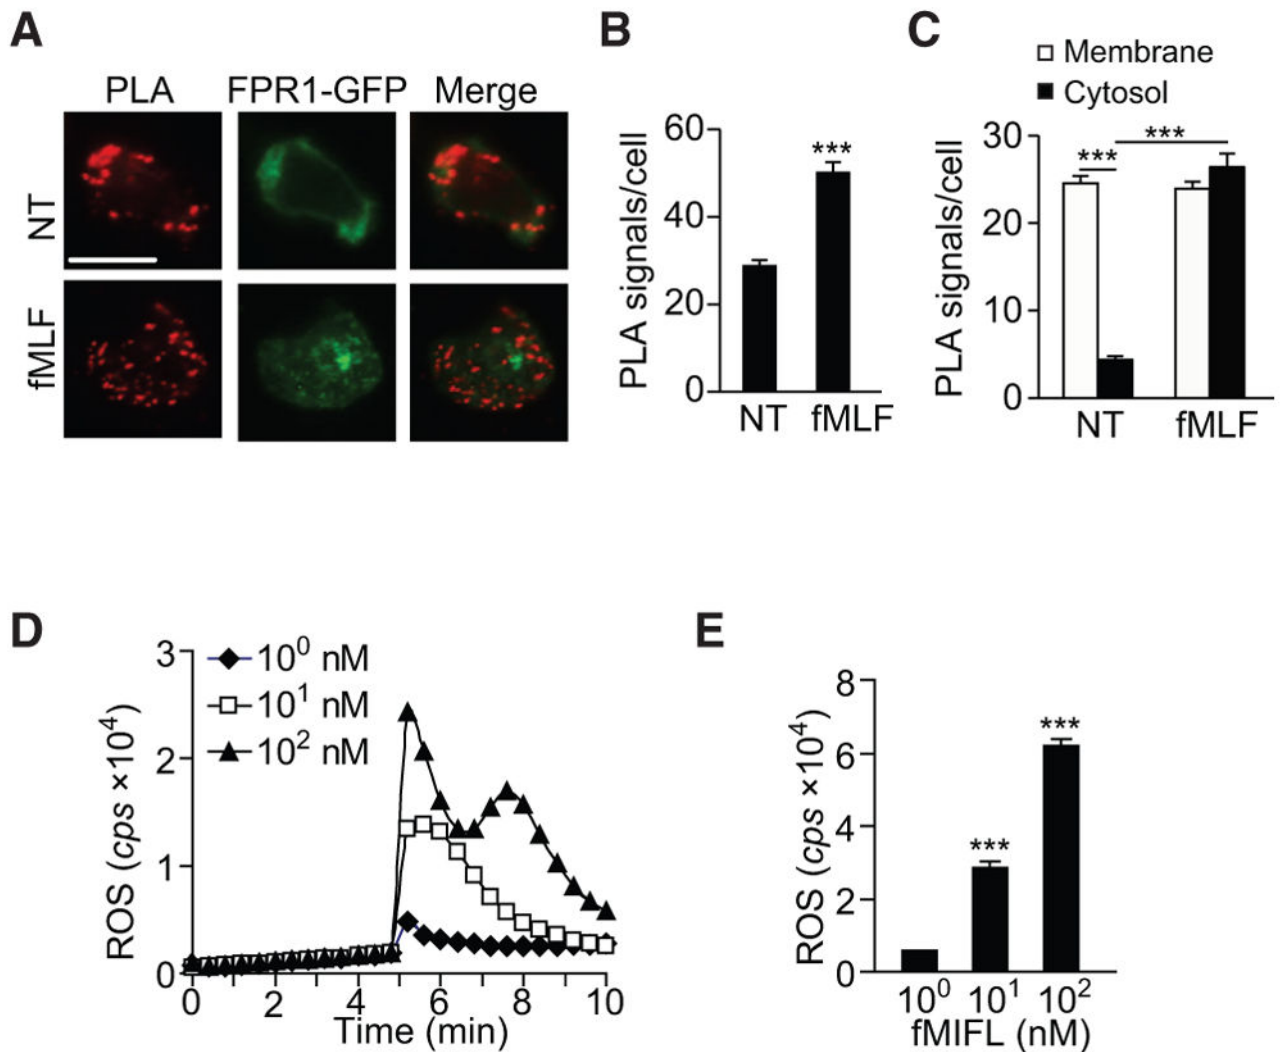 A
PLA FPR1-GFP Merge
NT
fMLF
B
PLA signals/cell
60
40
20
0
***
NT fMLF
C
Membrane
Cytosol
PLA signals/cell
30
20
10
0
***
***
NT fMLF
D
ROS (cps ×10⁴)
3
2
1
0
10⁰ nM
10¹ nM
10² nM
0 2 4 6 8 10
Time (min)
E
ROS (cps ×10⁴)
8
6
4
2
0
***
***
10⁰ 10¹ 10²
fMIFL (nM)